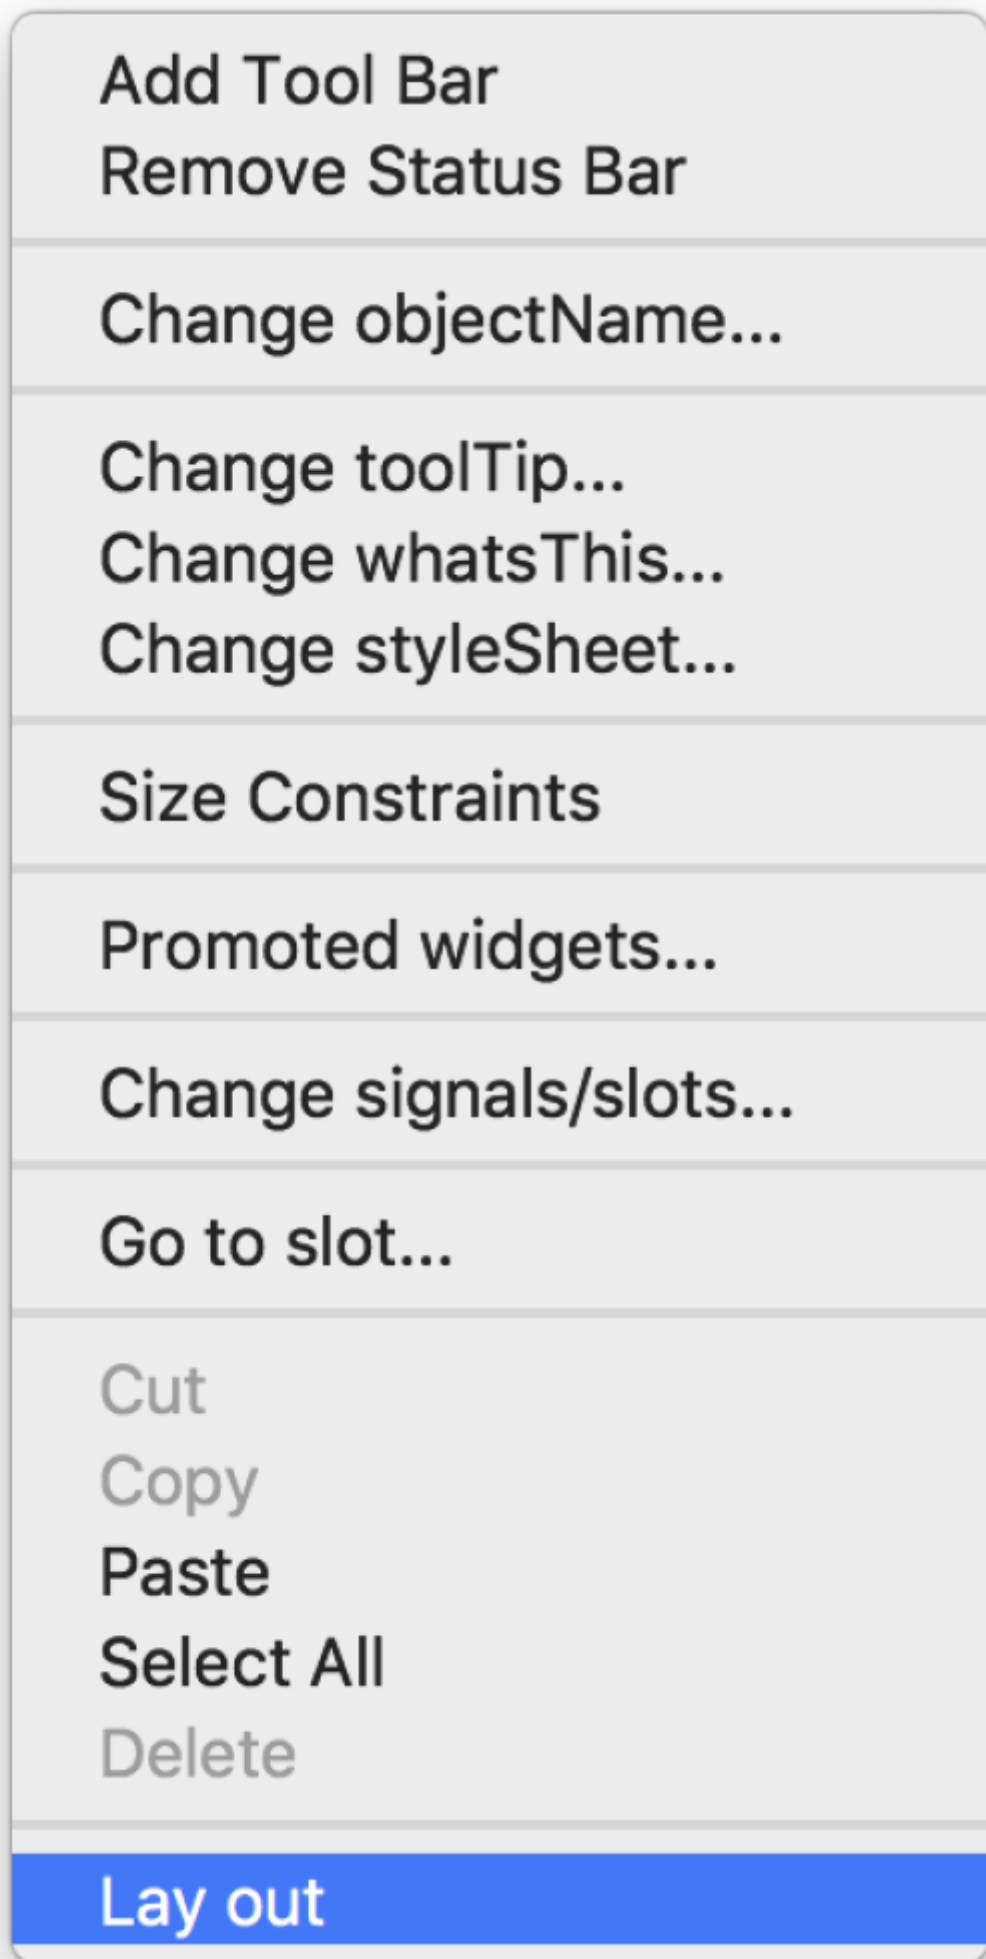 Add Tool Bar
Remove Status Bar
Change objectName...
Change toolTip...
Change whatsThis...
Change styleSheet...
Size Constraints
Promoted widgets...
Change signals/slots...
Go to slot...
Cut
Copy
Paste
Select All
Delete
Lay out